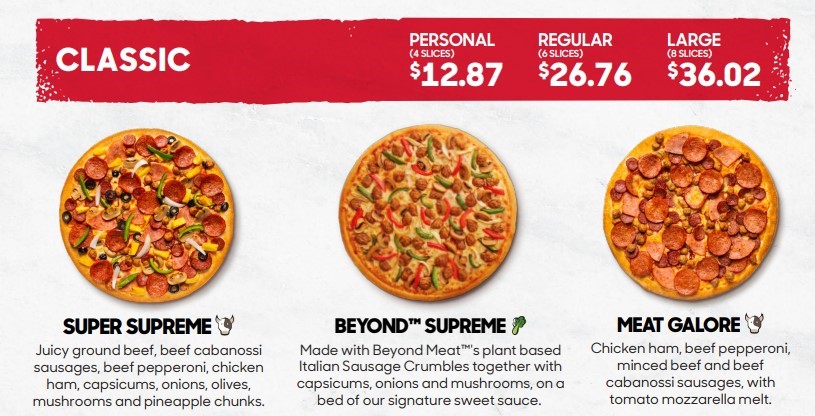 CLASSIC
PERSONAL
(4 SLICES)
$12.87
REGULAR
(6 SLICES)
$26.76
LARGE
(8 SLICES)
$36.02
SUPER SUPREME
Juicy ground beef, beef cabanossi
sausages, beef pepperoni, chicken
ham, capsicums, onions, olives,
mushrooms and pineapple chunks.
BEYOND™ SUPREME
Made with Beyond Meat™'s plant based
Italian Sausage Crumbles together with
capsicums, onions and mushrooms, on a
bed of our signature sweet sauce.
MEAT GALORE
Chicken ham, beef pepperoni,
minced beef and beef
cabanossi sausages, with
tomato mozzarella melt.